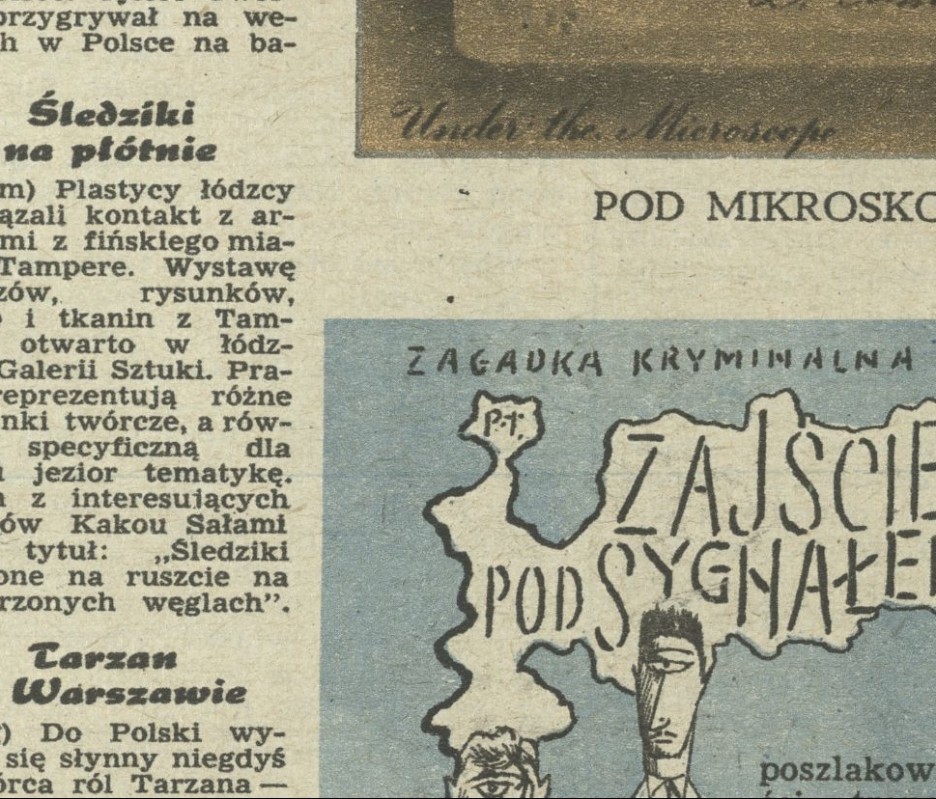 przygrywał na we-
h w Polsce na ba-
Śledziki
na płótnie
m) Plastycy łódzcy
ązali kontakt z ar-
mi z fińskiego mia-
Tampere. Wystawę
zów, rysunków,
i tkanin z Tam-
otwarto w łódz-
Galerii Sztuki. Pra-
reprezentują różne
nki twórcze, a rów-
specyficzną dla
jezior tematykę.
z interesujących
ów Kakou Sałami
tytuł: „Śledziki
one na ruszcie na
rzonych węglach”.
Tarzan
Warszawie
) Do Polski wy-
się słynny niegdyś
órca ról Tarzana —
Under the Microscope
POD MIKROSKO
ZAGADKA KRYMINALNA
P.T.
ZAJŚCIE
POD SYGNAŁEM
poszlakow